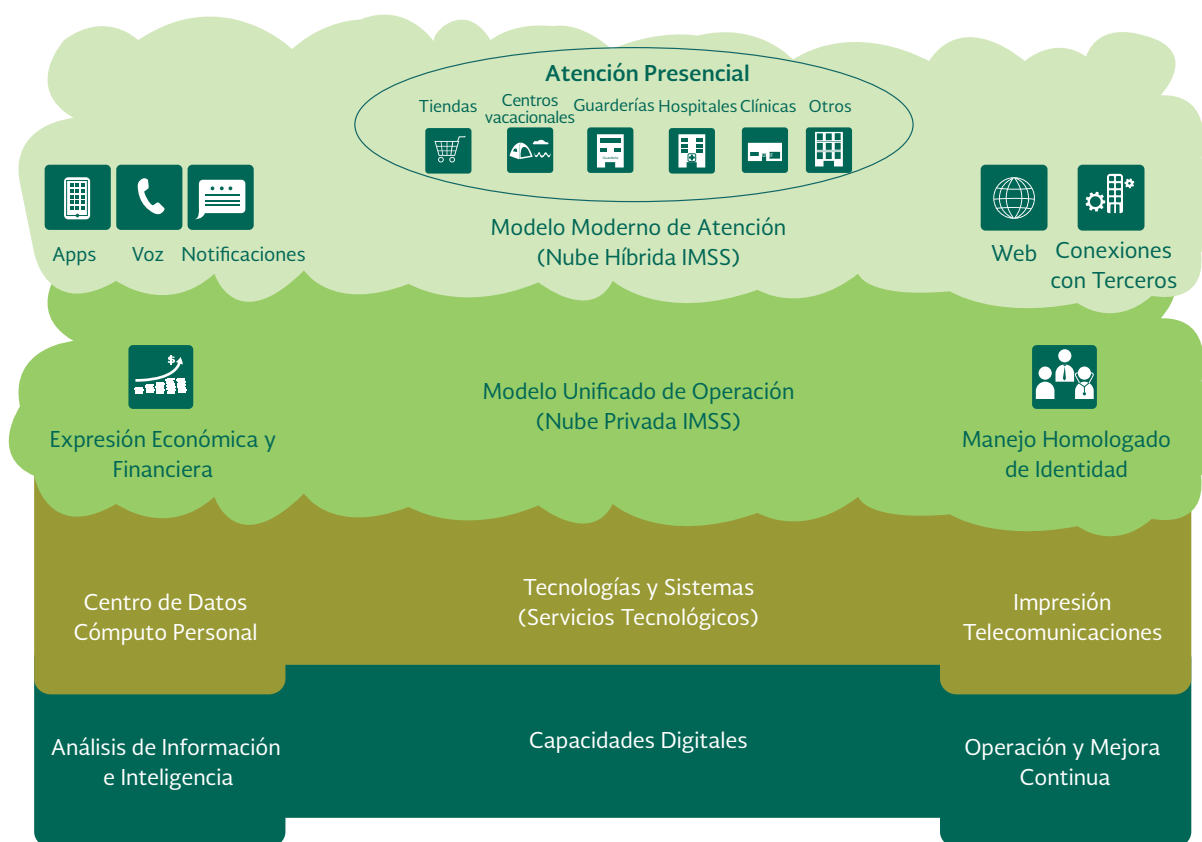 Atención Presencial
Tiendas
Centros
vacacionales
Guarderías
Hospitales
Clínicas
Otros
Apps
Voz
Notificaciones
Modelo Moderno de Atención
(Nube Híbrida IMSS)
Web
Conexiones
con Terceros
$
Expresión Económica y
Financiera
Modelo Unificado de Operación
(Nube Privada IMSS)
Manejo Homologado
de Identidad
Centro de Datos
Cómputo Personal
Tecnologías y Sistemas
(Servicios Tecnológicos)
Impresión
Telecomunicaciones
Análisis de Información
e Inteligencia
Capacidades Digitales
Operación y Mejora
Continua